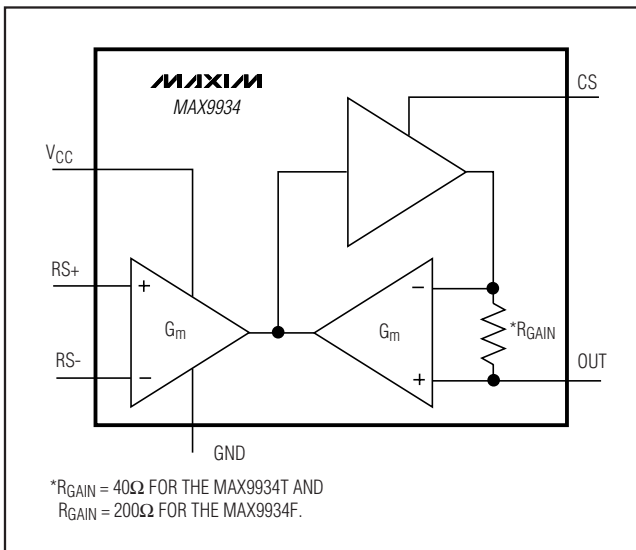 MAXIM
MAX9934
CS
VCC
RS+
+
Gm
RS-
−
−
Gm
+
*RGAIN
OUT
GND
*RGAIN = 40Ω FOR THE MAX9934T AND
RGAIN = 200Ω FOR THE MAX9934F.